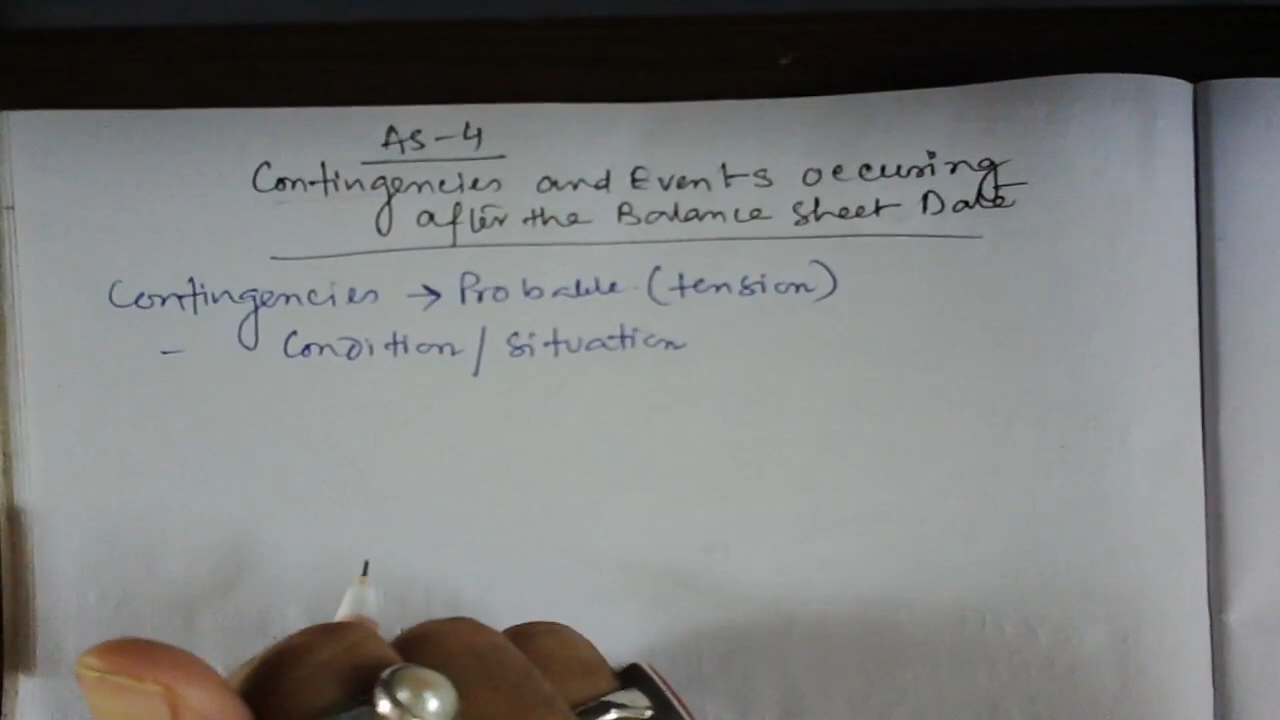 AS-4
Contingencies and Events occuring
after the Balance Sheet Date
Contingencies → Probable (tension)
- Condition / Situation